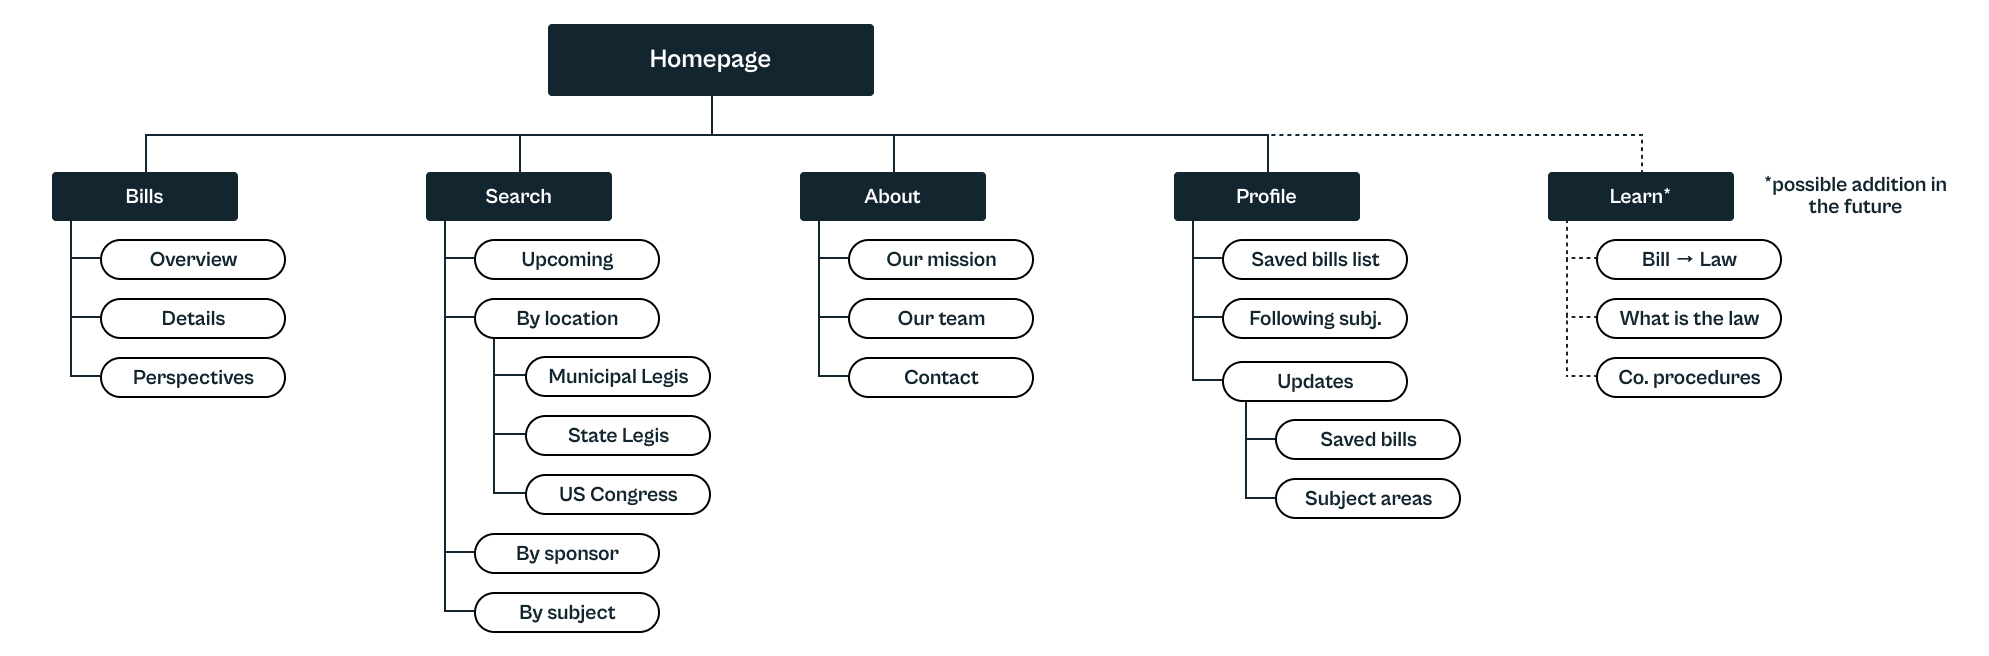 Homepage
Bills
Overview
Details
Perspectives
Search
Upcoming
By location
Municipal Legis
State Legis
US Congress
By sponsor
By subject
About
Our mission
Our team
Contact
Profile
Saved bills list
Following subj.
Updates
Saved bills
Subject areas
Learn*
Bill → Law
What is the law
Co. procedures
*possible addition in
the future